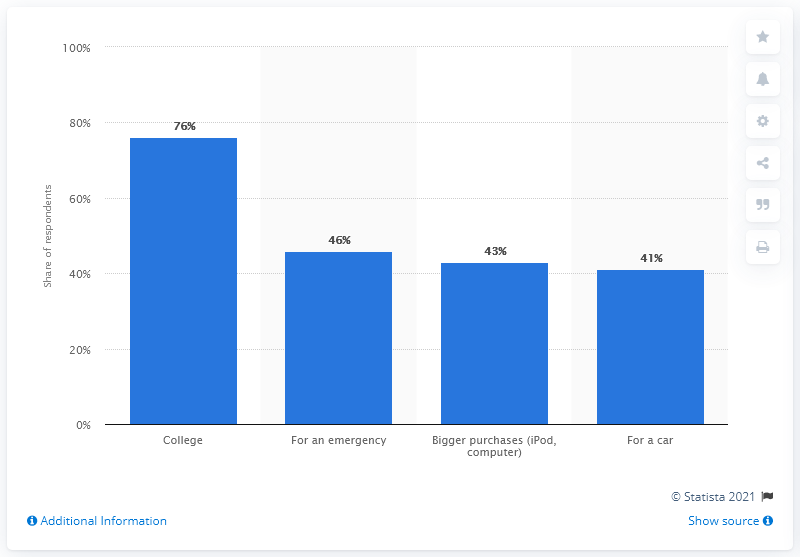 100%
80%
60%
40%
20%
0%
Share of respondents
76%
46%
43%
41%
College
For an emergency
Bigger purchases (iPod,
computer)
For a car
© Statista 2021
Additional Information
Show source